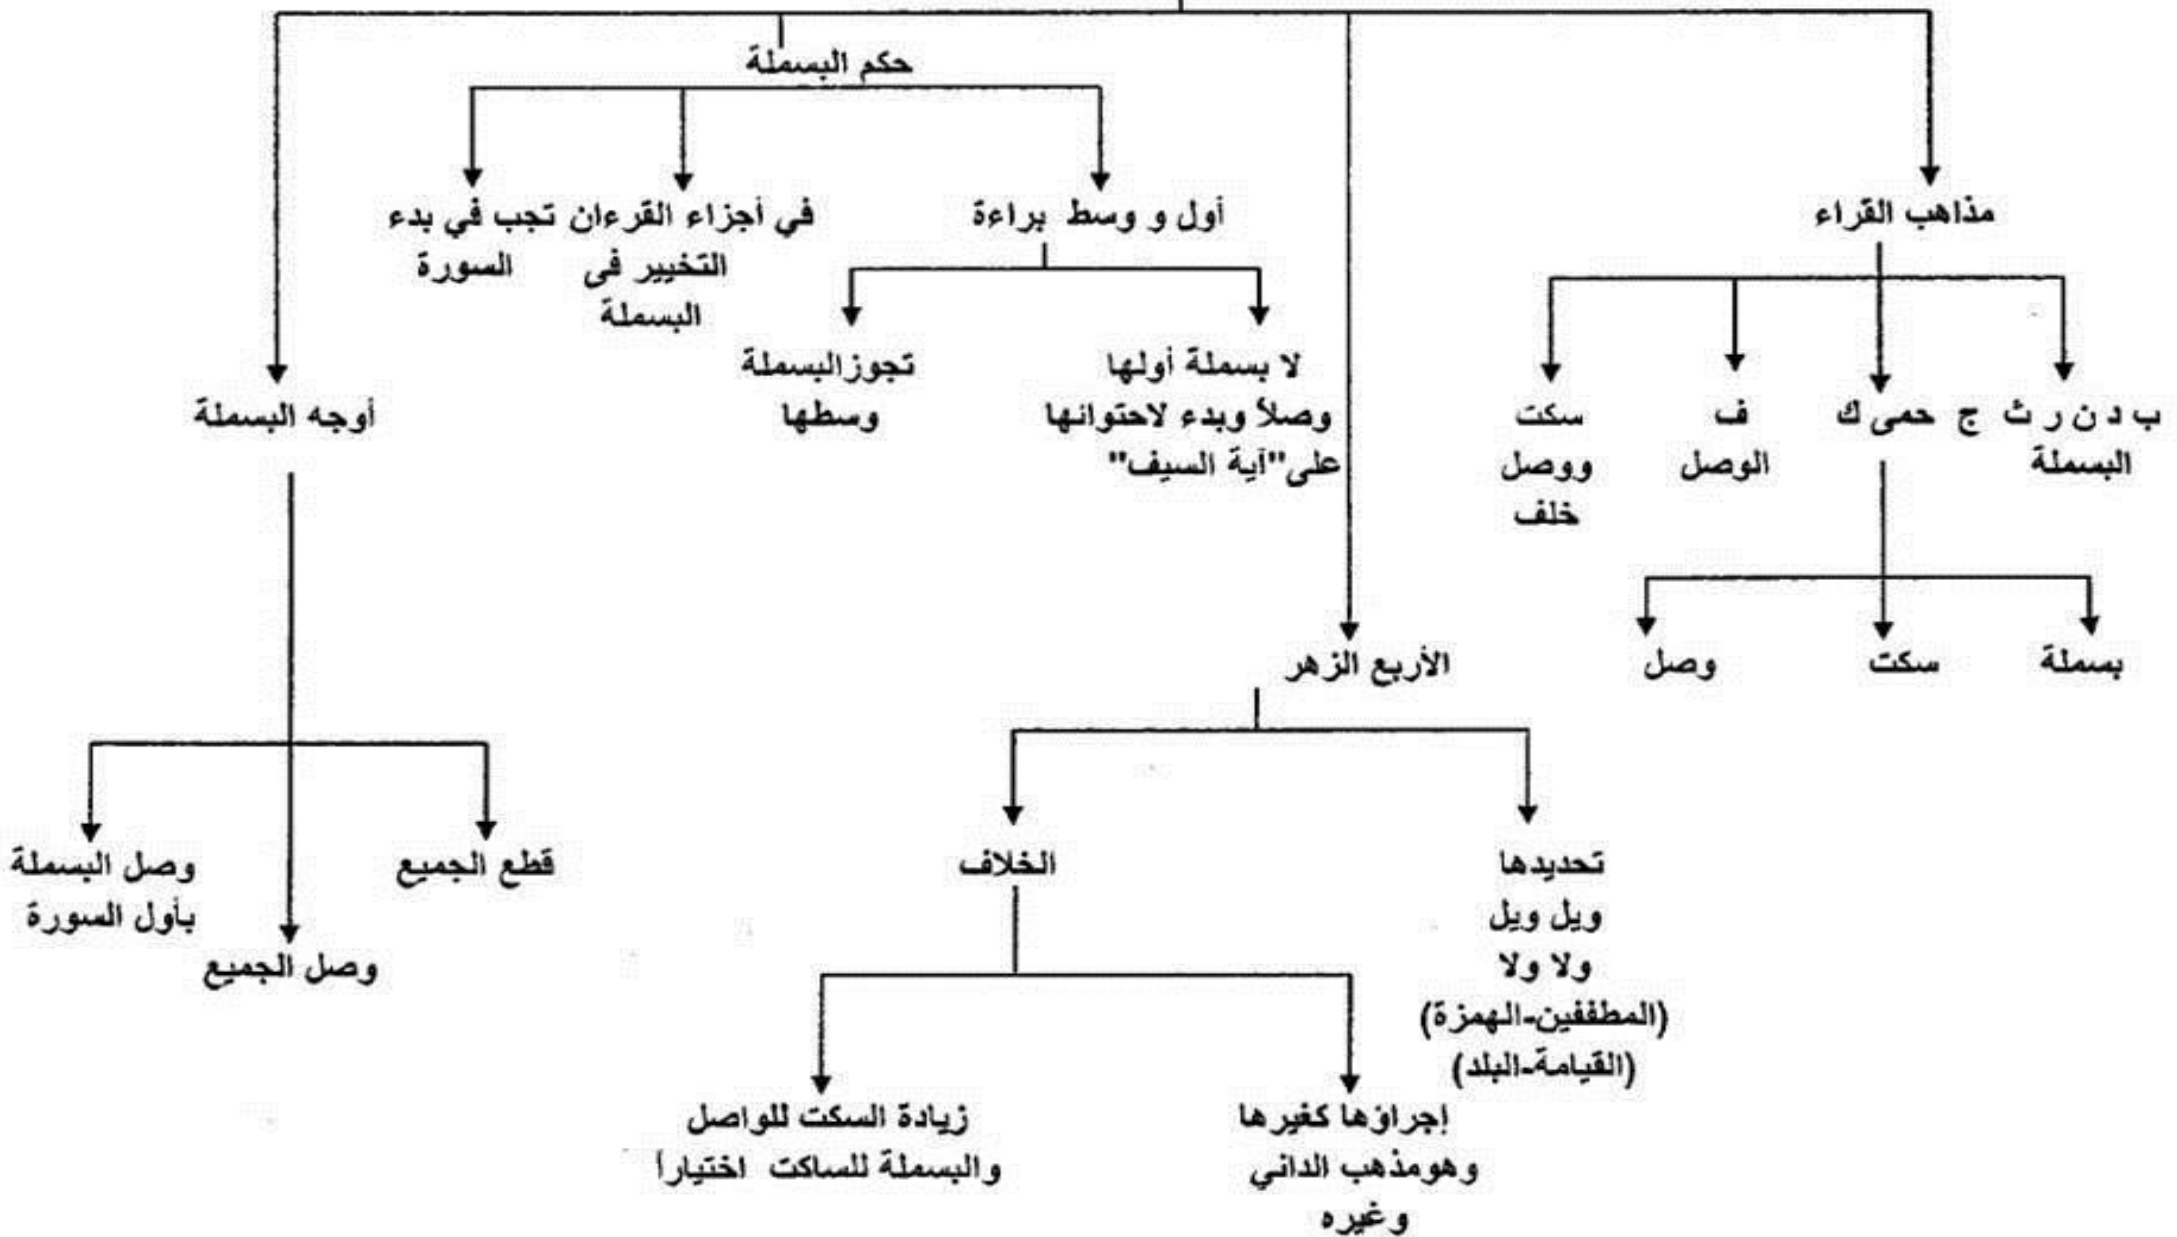 حكم البسملة
مذاهب القراء
ب د ن ر ث
البسملة
ج حمى ك
بسملة
سكت
وصل
ف
الوصل
سكت
ووصل
خلف
أول و وسط براءة
لا بسملة أولها
وصلاً وبدء لاحتوانها
على"آية السيف"
تجوزالبسملة
وسطها
في أجزاء القرءان
التخيير فى
البسملة
تجب في بدء
السورة
الأربع الزهر
تحديدها
ويل ويل
ولا ولا
(المطففين-الهمزة)
(القيامة-البلد)
الخلاف
إجراؤها كغيرها
وهومذهب الداني
وغيره
زيادة السكت للواصل
والبسملة للساكت اختياراً
أوجه البسملة
قطع الجميع
وصل الجميع
وصل البسملة
بأول السورة